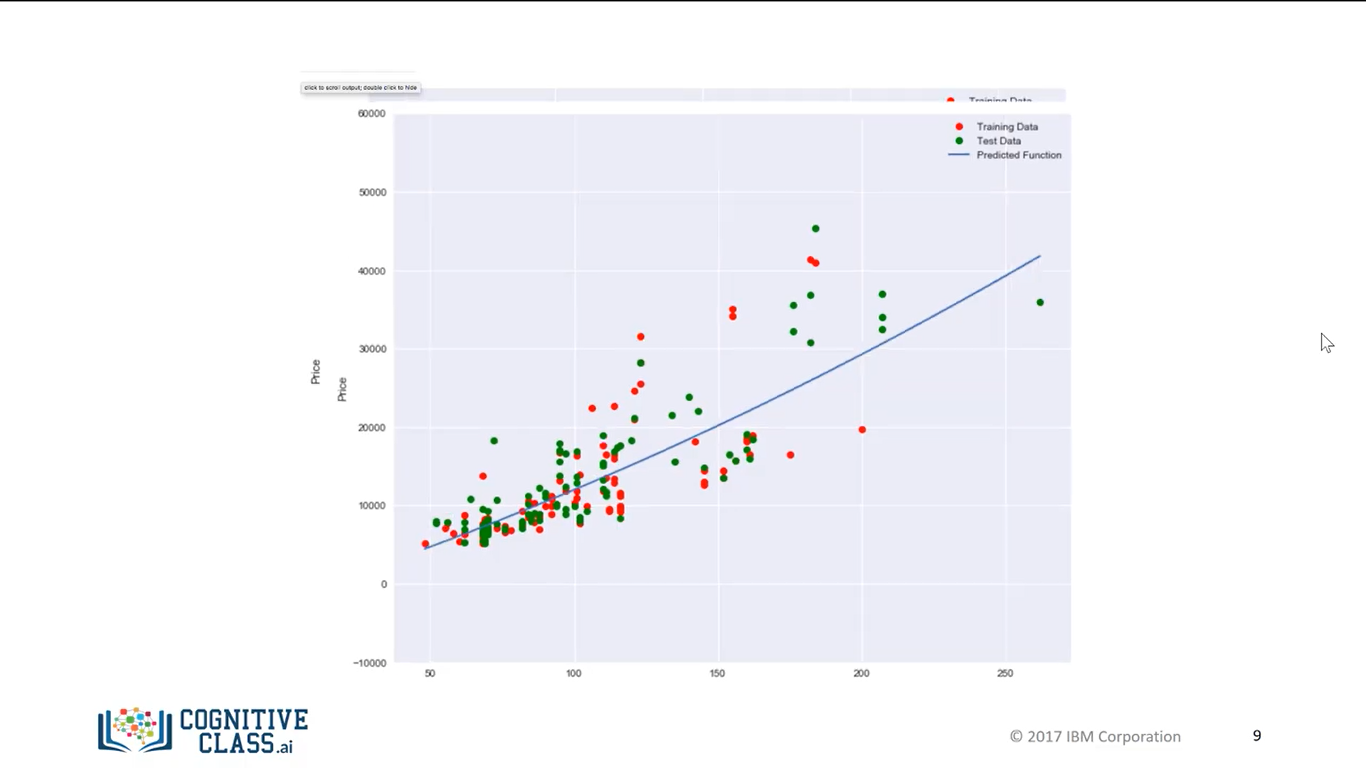 click to scroll output; double click to hide
Training Data
60000
Training Data
Test Data
Predicted Function
50000
40000
30000
Price
Price
20000
10000
0
−10000
50 100 150 200 250
COGNITIVE
CLASS.ai
© 2017 IBM Corporation 9